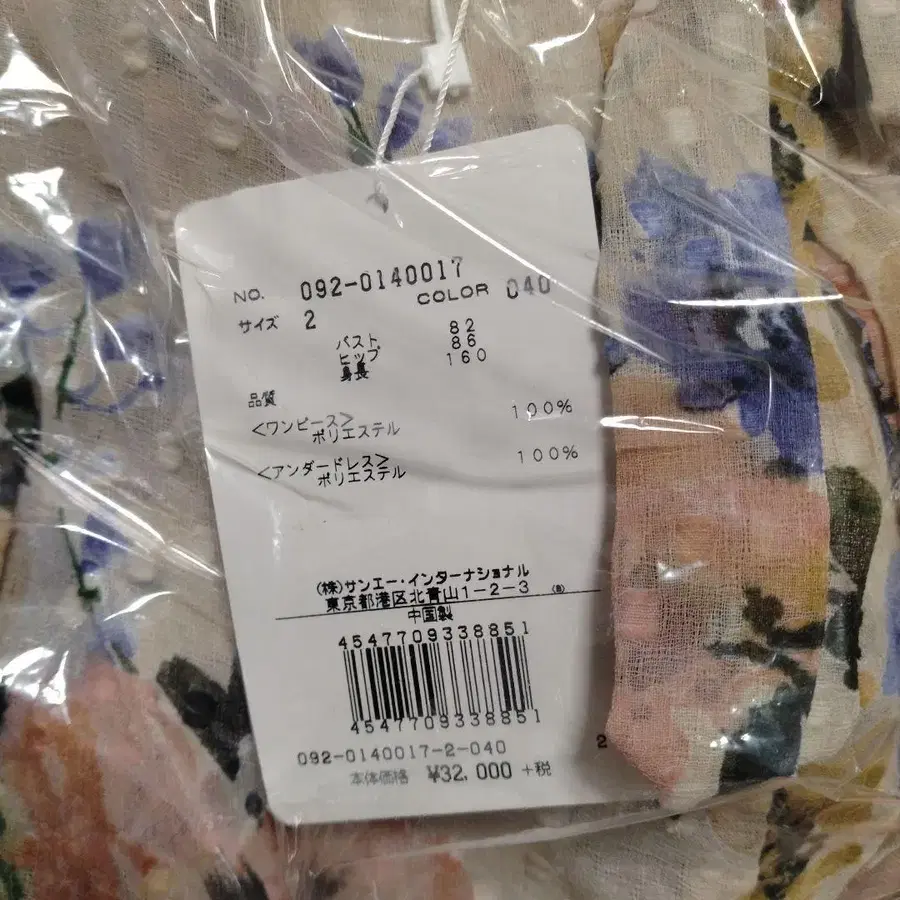 NO. 092-0140017 COLOR 040
サイズ 2
バスト 82
ヒップ 86
身長 160
品質
<ワンピース>
ポリエステル 100%
<アンダードレス>
ポリエステル 100%
(株)サンエー・インターナショナル
東京都港区北青山1-2-3
中国製
4547709338851
4547709338851
092-0140017-2-040 2
本体価格 ¥32,000 +税